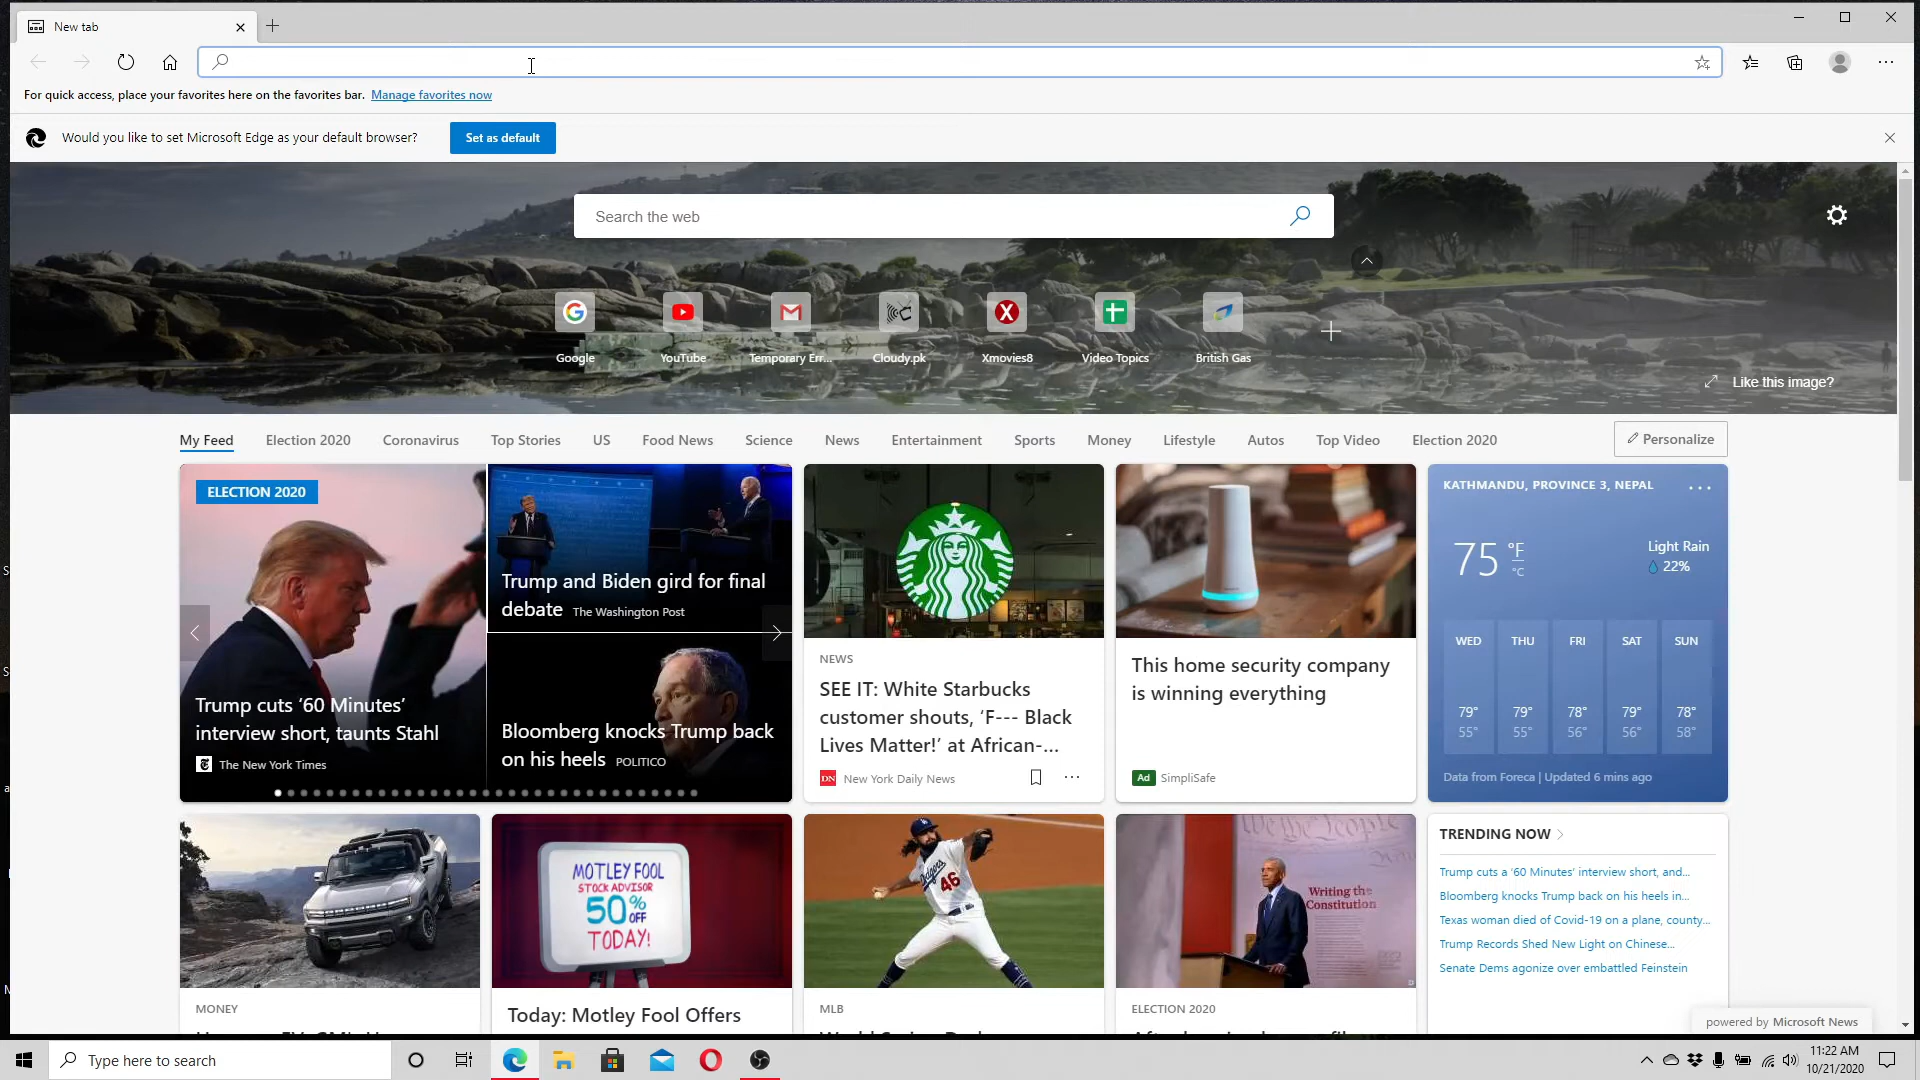 New tab
For quick access, place your favorites here on the favorites bar. Manage favorites now
Would you like to set Microsoft Edge as your default browser? Set as default
Search the web
Google
YouTube
Temporary Err...
Cloudy.pk
Xmovies8
Video Topics
British Gas
Like this image?
My Feed
Election 2020
Coronavirus
Top Stories
US
Food News
Science
News
Entertainment
Sports
Money
Lifestyle
Autos
Top Video
Election 2020
Personalize
ELECTION 2020
Trump cuts ‘60 Minutes’
interview short, taunts Stahl
The New York Times
Trump and Biden gird for final
debate The Washington Post
Bloomberg knocks Trump back
on his heels POLITICO
NEWS
SEE IT: White Starbucks
customer shouts, ‘F--- Black
Lives Matter!’ at African-...
DN New York Daily News
This home security company
is winning everything
Ad SimpliSafe
KATHMANDU, PROVINCE 3, NEPAL
75 °F
°C
Light Rain
22%
WED THU FRI SAT SUN
79° 79° 78° 79° 78°
55° 55° 56° 56° 58°
Data from Foreca | Updated 6 mins ago
MONEY
MOTLEY FOOL
STOCK ADVISOR
50% OFF
TODAY!
Today: Motley Fool Offers
Dodgers
46
MLB
We the People
Writing the
Constitution
ELECTION 2020
TRENDING NOW
Trump cuts a ‘60 Minutes’ interview short, and...
Bloomberg knocks Trump back on his heels in...
Texas woman died of Covid-19 on a plane, county...
Trump Records Shed New Light on Chinese...
Senate Dems agonize over embattled Feinstein
powered by Microsoft News
Type here to search
11:22 AM
10/21/2020